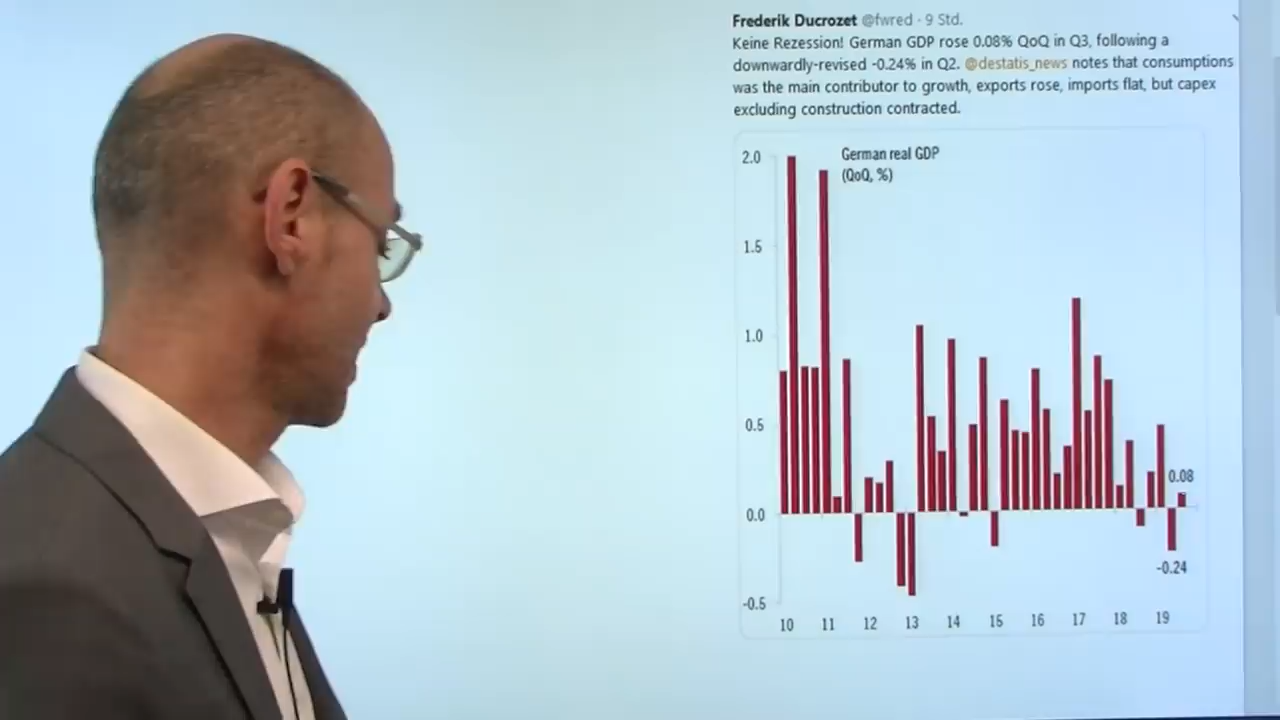 Frederik Ducrozet @fwred · 9 Std.
Keine Rezession! German GDP rose 0.08% QoQ in Q3, following a
downwardly-revised -0.24% in Q2. @destatis_news notes that consumptions
was the main contributor to growth, exports rose, imports flat, but capex
excluding construction contracted.
German real GDP
(QoQ, %)
2.0
1.5
1.0
0.5
0.0
-0.5
0.08
-0.24
10 11 12 13 14 15 16 17 18 19